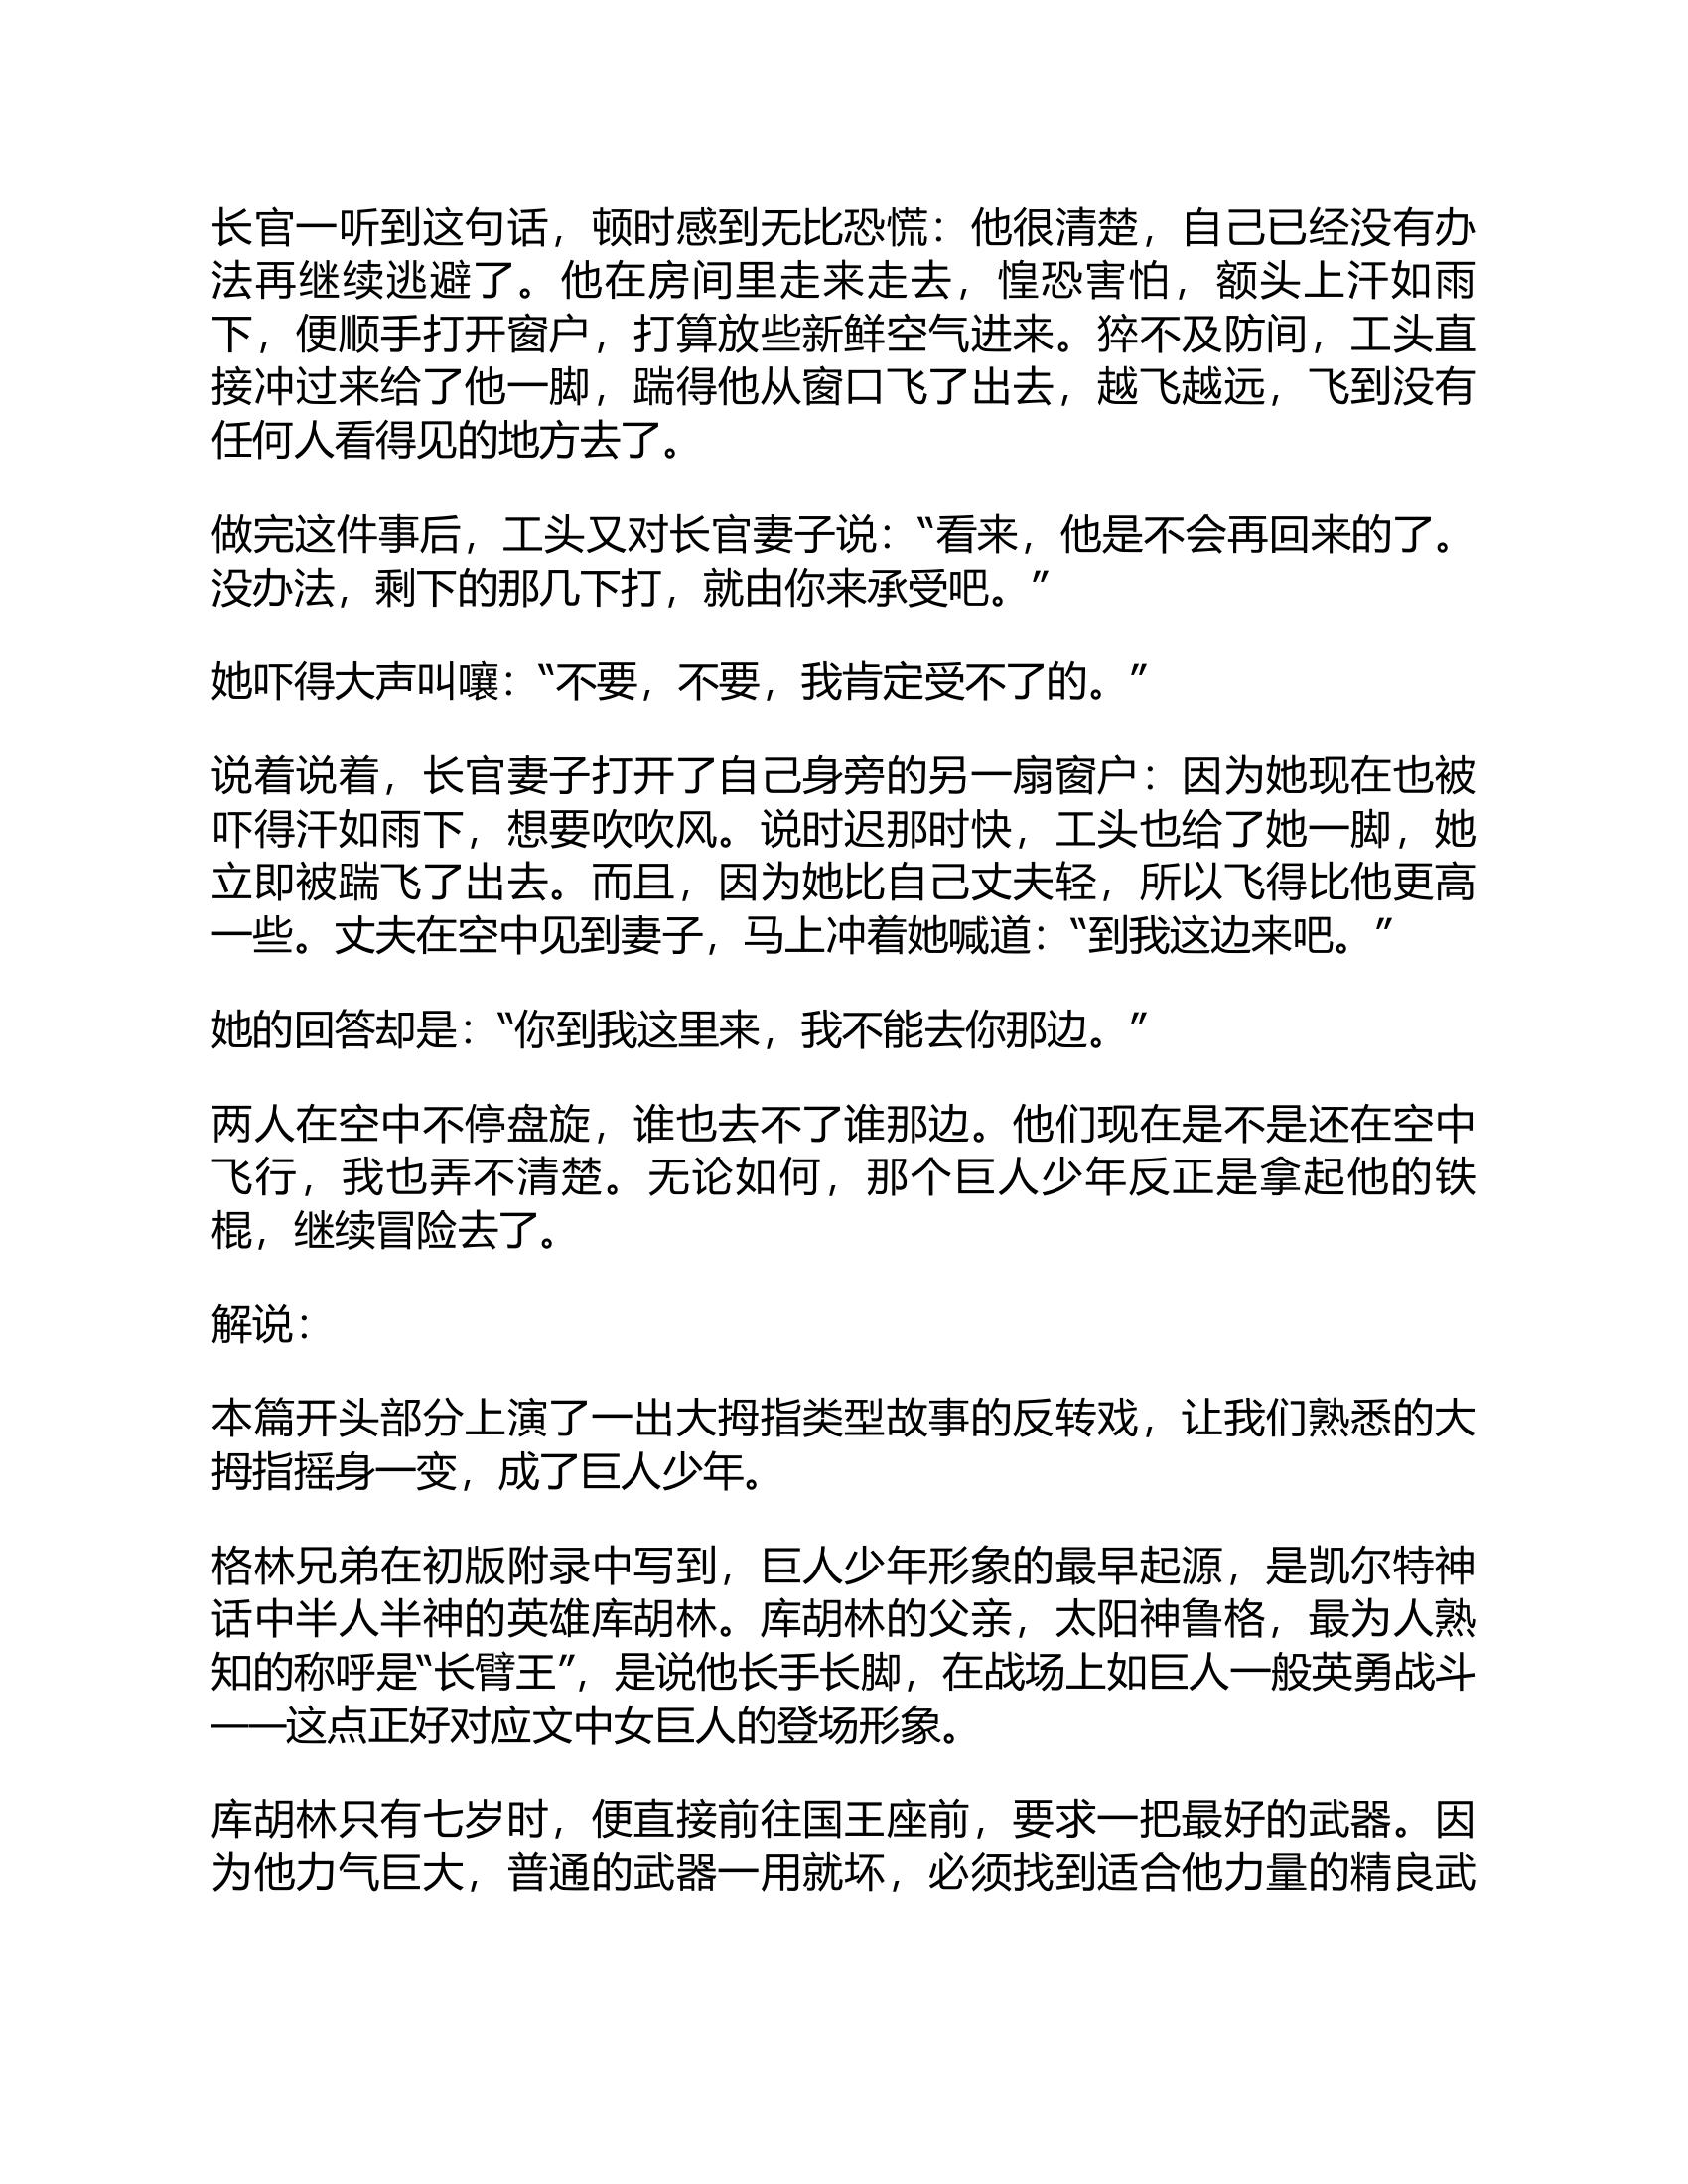 长官一听到这句话，顿时感到无比恐慌：他很清楚，自己已经没有办
法再继续逃避了。他在房间里走来走去，惶恐害怕，额头上汗如雨
下，便顺手打开窗户，打算放些新鲜空气进来。猝不及防间，工头直
接冲过来给了他一脚，踹得他从窗口飞了出去，越飞越远，飞到没有
任何人看得见的地方去了。
做完这件事后，工头又对长官妻子说：“看来，他是不会再回来的了。
没办法，剩下的那几下打，就由你来承受吧。”
她吓得大声叫嚷：“不要，不要，我肯定受不了的。”
说着说着，长官妻子打开了自己身旁的另一扇窗户：因为她现在也被
吓得汗如雨下，想要吹吹风。说时迟那时快，工头也给了她一脚，她
立即被踹飞了出去。而且，因为她比自己丈夫轻，所以飞得比他更高
一些。丈夫在空中见到妻子，马上冲着她喊道：“到我这边来吧。”
她的回答却是：“你到我这里来，我不能去你那边。”
两人在空中不停盘旋，谁也去不了谁那边。他们现在是不是还在空中
飞行，我也弄不清楚。无论如何，那个巨人少年反正是拿起他的铁
棍，继续冒险去了。
解说：
本篇开头部分上演了一出大拇指类型故事的反转戏，让我们熟悉的大
拇指摇身一变，成了巨人少年。
格林兄弟在初版附录中写到，巨人少年形象的最早起源，是凯尔特神
话中半人半神的英雄库胡林。库胡林的父亲，太阳神鲁格，最为人熟
知的称呼是“长臂王”，是说他长手长脚，在战场上如巨人一般英勇战斗
——这点正好对应文中女巨人的登场形象。
库胡林只有七岁时，便直接前往国王座前，要求一把最好的武器。因
为他力气巨大，普通的武器一用就坏，必须找到适合他力量的精良武